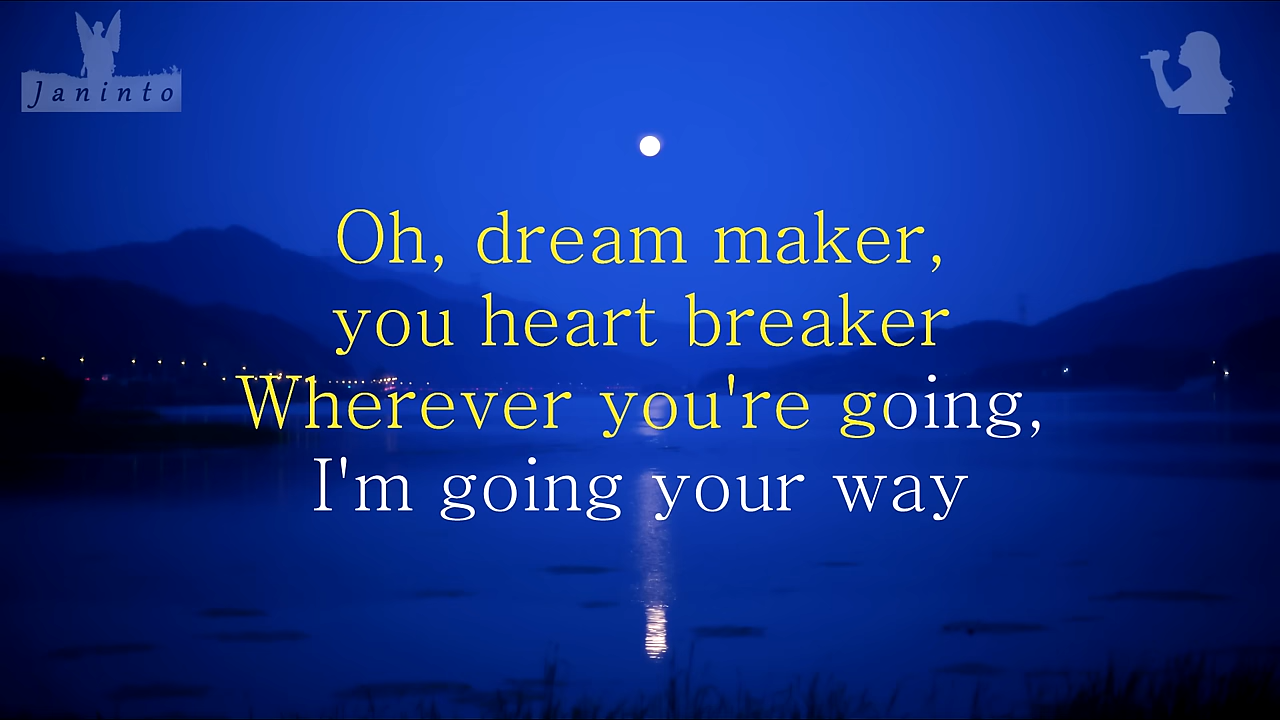 Janinto
Oh, dream maker,
you heart breaker
Wherever you're going,
I'm going your way